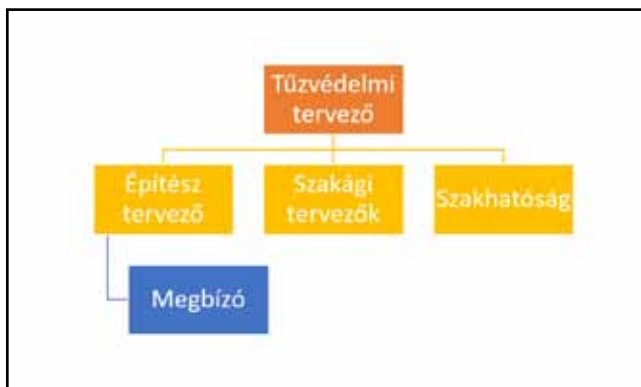 Tűzvédelmi
tervező
Építész
tervező
Szakági
tervezők
Szakhatóság
Megbízó